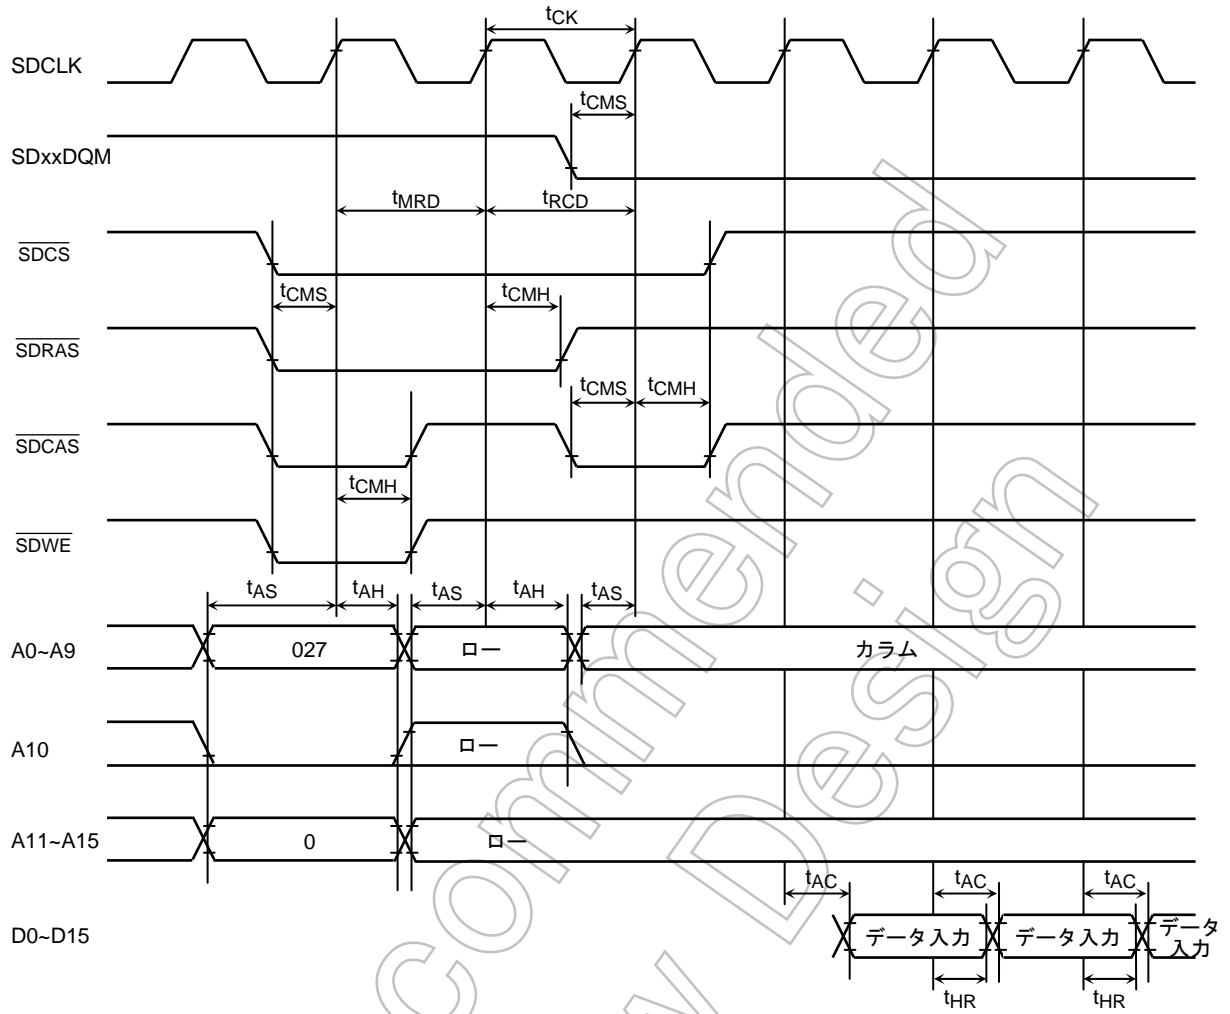 tCK
SDCLK
tCMS
SDxxDQM
tMRD tRCD
SDCS
tCMS tCMH
SDRAS
tCMS tCMH
SDCAS
tCMH
SDWE
tAS tAH tAS tAH tAS
A0~A9 027 ロー カラム
A10 ロー
A11~A15 0 ロー
tAC tAC tAC
D0~D15 データ入力 データ入力 データ
入力
tHR tHR
commended
Design